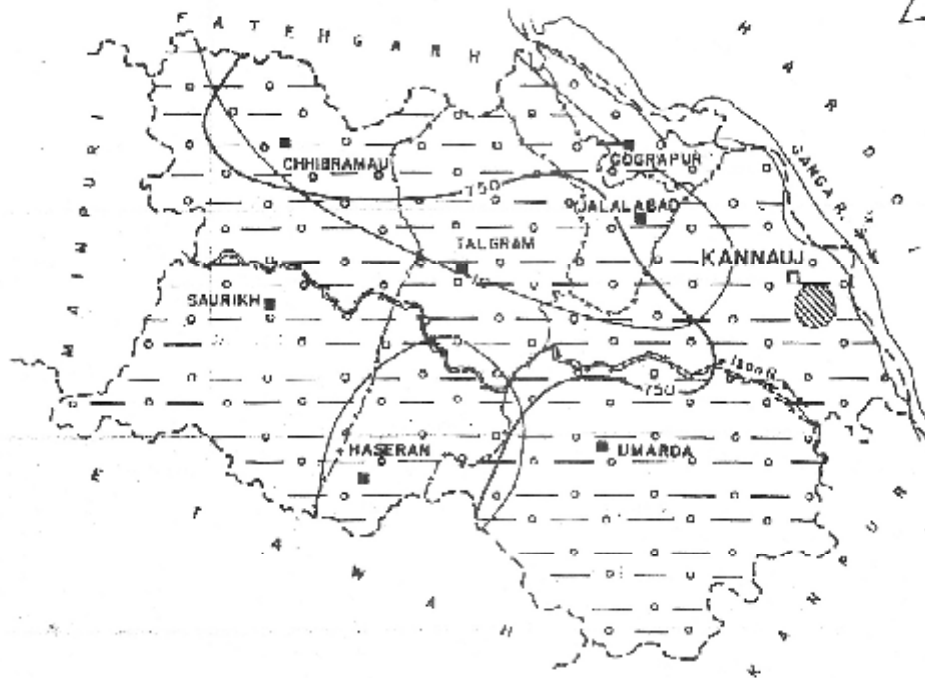 FATEHGARH
HARDOI
MAINPURI
CHHIBRAMAU
GOGRAPUR
GANGA R.
750
JALALABAD
TALGRAM
KANNAUJ
SAURIKH
750
HASERAN
UMARDA
ETAWAH
KANPUR